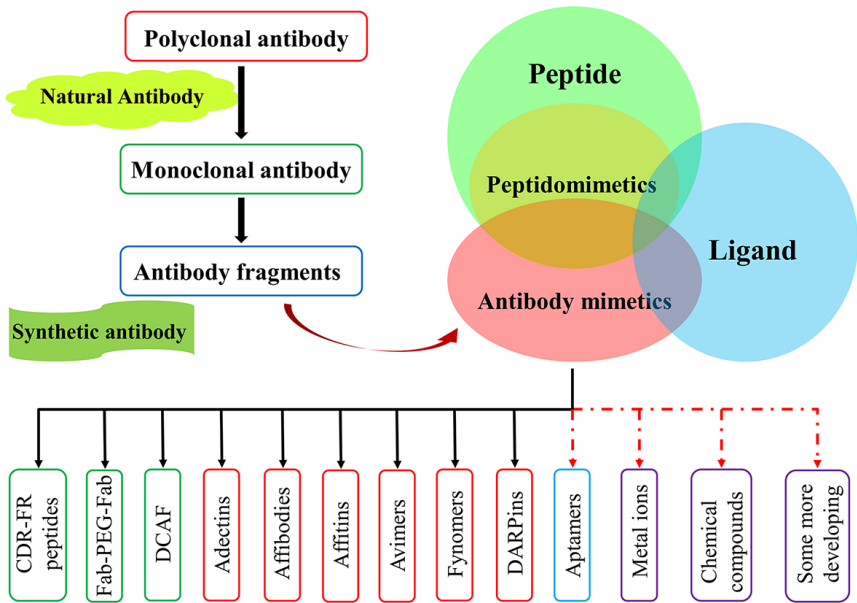 Polyclonal antibody
Natural Antibody
Monoclonal antibody
Antibody fragments
Synthetic antibody
Peptide
Peptidomimetics
Ligand
Antibody mimetics
CDR-FR
peptides
Fab-PEG-Fab
DCAF
Adectins
Affibodies
Affitins
Avimers
Fynomers
DARPins
Aptamers
Metal ions
Chemical
compounds
Some more
developing